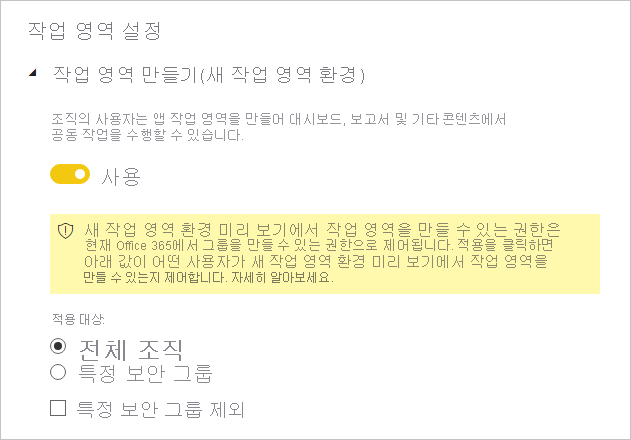 작업 영역 설정
작업 영역 만들기(새 작업 영역 환경)
조직의 사용자는 앱 작업 영역을 만들어 대시보드, 보고서 및 기타 콘텐츠에서
공동 작업을 수행할 수 있습니다.
사용
새 작업 영역 환경 미리 보기에서 작업 영역을 만들 수 있는 권한은
현재 Office 365에서 그룹을 만들 수 있는 권한으로 제어됩니다. 적용을 클릭하면
아래 값이 어떤 사용자가 새 작업 영역 환경 미리 보기에서 작업 영역을
만들 수 있는지 제어합니다. 자세히 알아보세요.
적용 대상:
전체 조직
특정 보안 그룹
특정 보안 그룹 제외